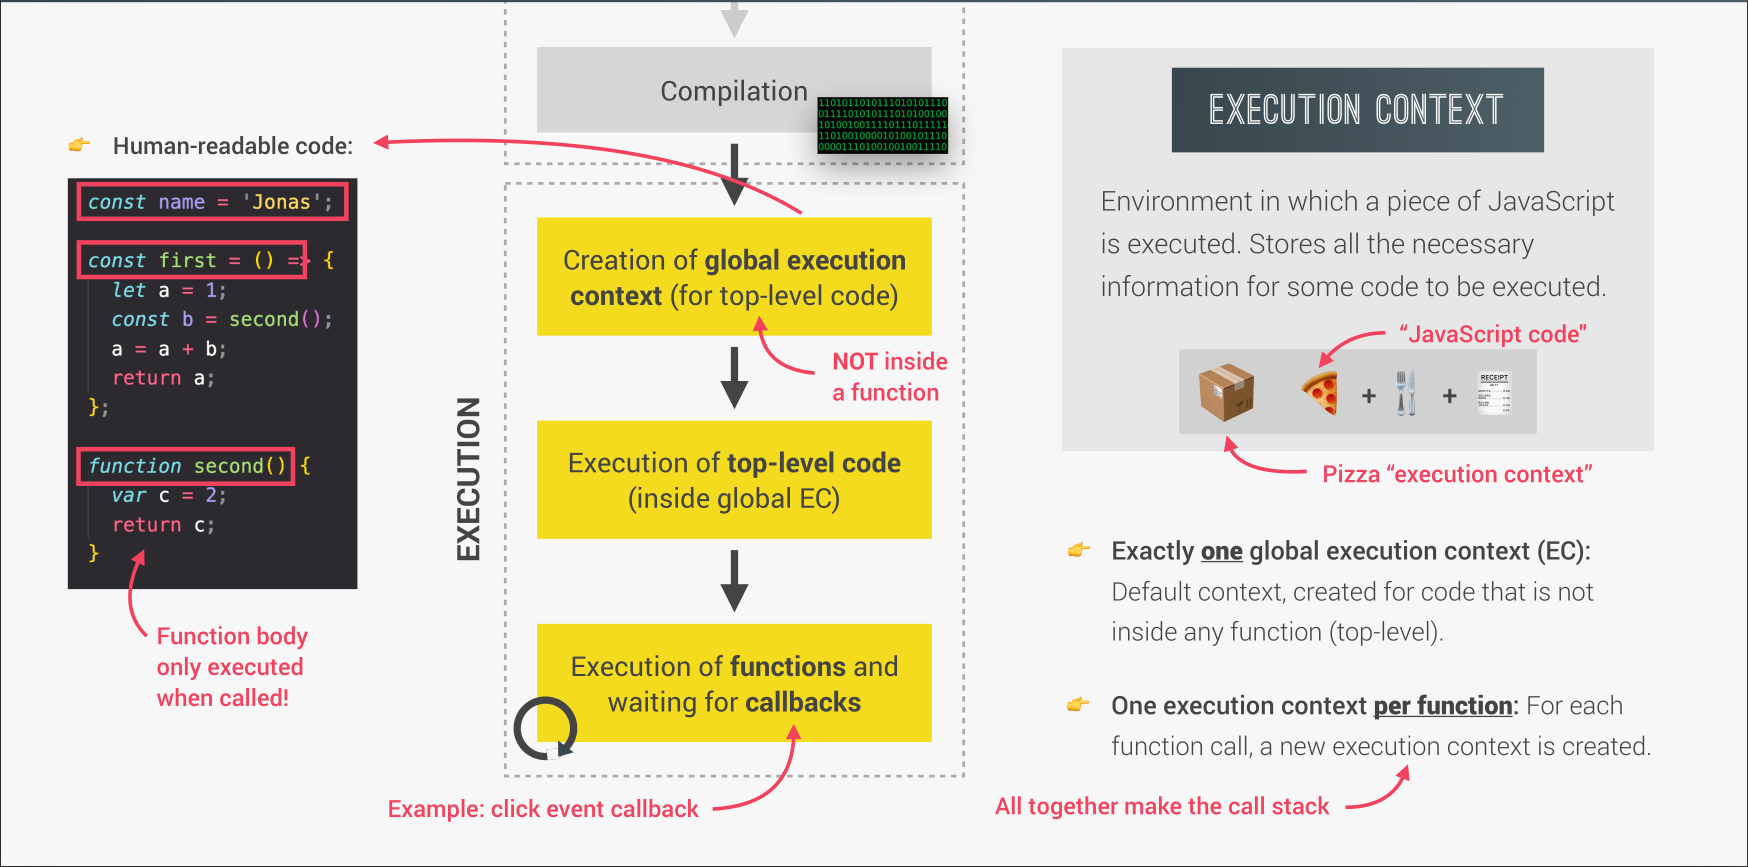 Compilation
11010110101110101011110
01111010101110101001 00
👉 Human-readable code:
const name = 'Jonas';
const first = () => {
let a = 1;
const b = second();
a = a + b;
return a;
};
function second() {
var c = 2;
return c;
}
Function body
only executed
when called!
EXECUTION
Creation of global execution
context (for top-level code)
NOT inside
a function
Execution of top-level code
(inside global EC)
Execution of functions and
waiting for callbacks
Example: click event callback
EXECUTION CONTEXT
Environment in which a piece of JavaScript
is executed. Stores all the necessary
information for some code to be executed.
“JavaScript code"
+ +
RECEIPT
Pizza “execution context”
👉 Exactly one global execution context (EC):
Default context, created for code that is not
inside any function (top-level).
👉 One execution context per function: For each
function call, a new execution context is created.
All together make the call stack